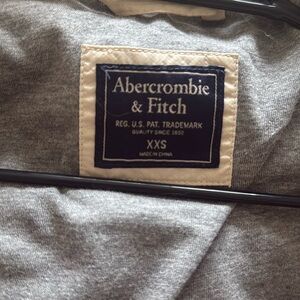 Abercrombie
& Fitch
REG. U.S. PAT. TRADEMARK
QUALITY SINCE 1892
XXS
MADE IN CHINA